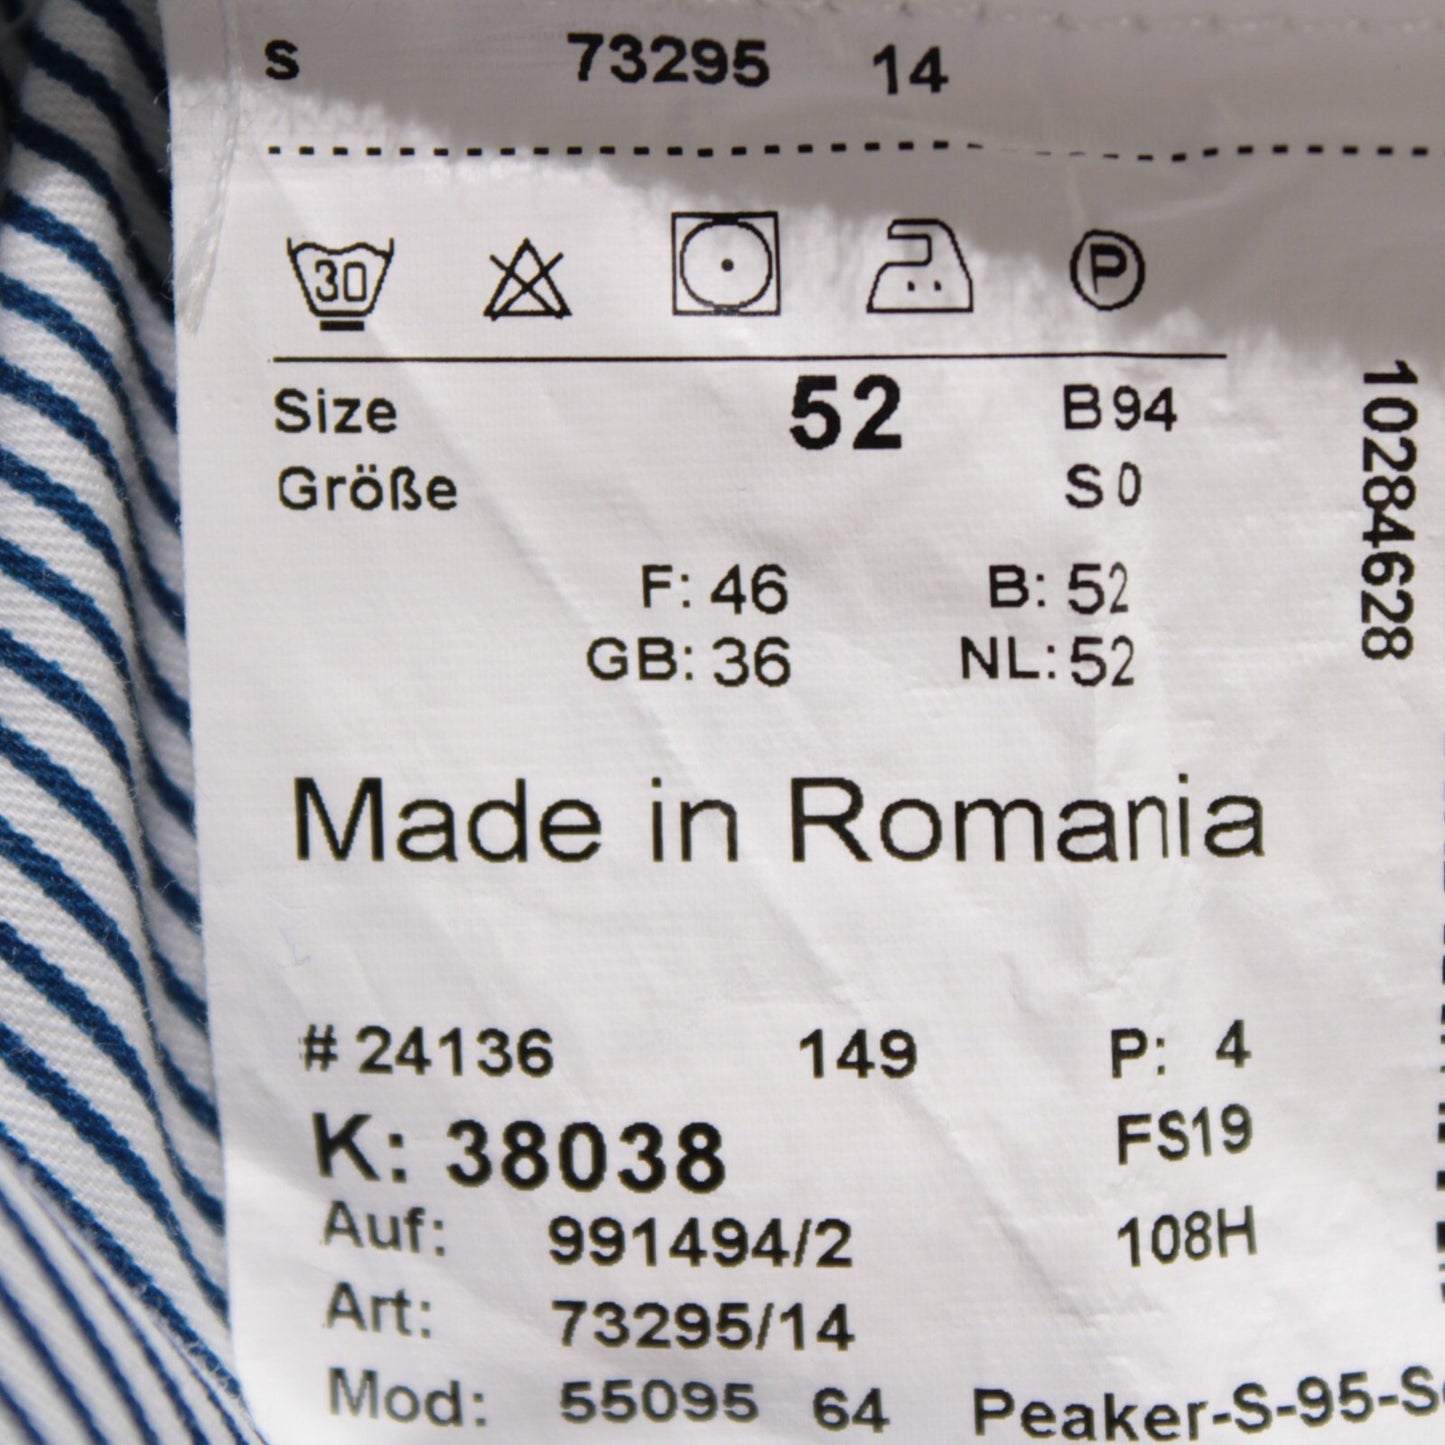 S 73295 14
30 P
Size 52 B94
Größe S0
F: 46 B: 52
GB: 36 NL: 52
Made in Romania
# 24136 149 P: 4
K: 38038 FS19
Auf: 991494/2 108H
Art: 73295/14
Mod: 55095 64 Peaker-S-95-S
10284628